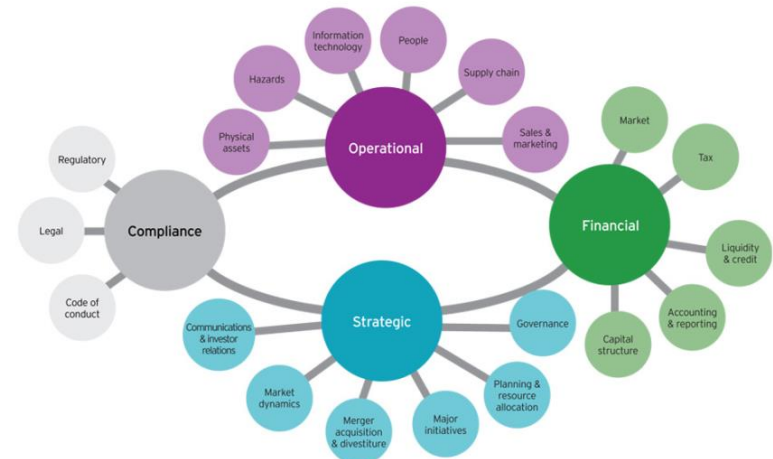 Information
technology
People
Supply chain
Hazards
Physical
assets
Operational
Sales &
marketing
Market
Tax
Financial
Liquidity
& credit
Accounting
& reporting
Capital
structure
Regulatory
Legal
Compliance
Code of
conduct
Strategic
Communications
& investor
relations
Market
dynamics
Merger
acquisition
& divestiture
Major
initiatives
Planning &
resource
allocation
Governance